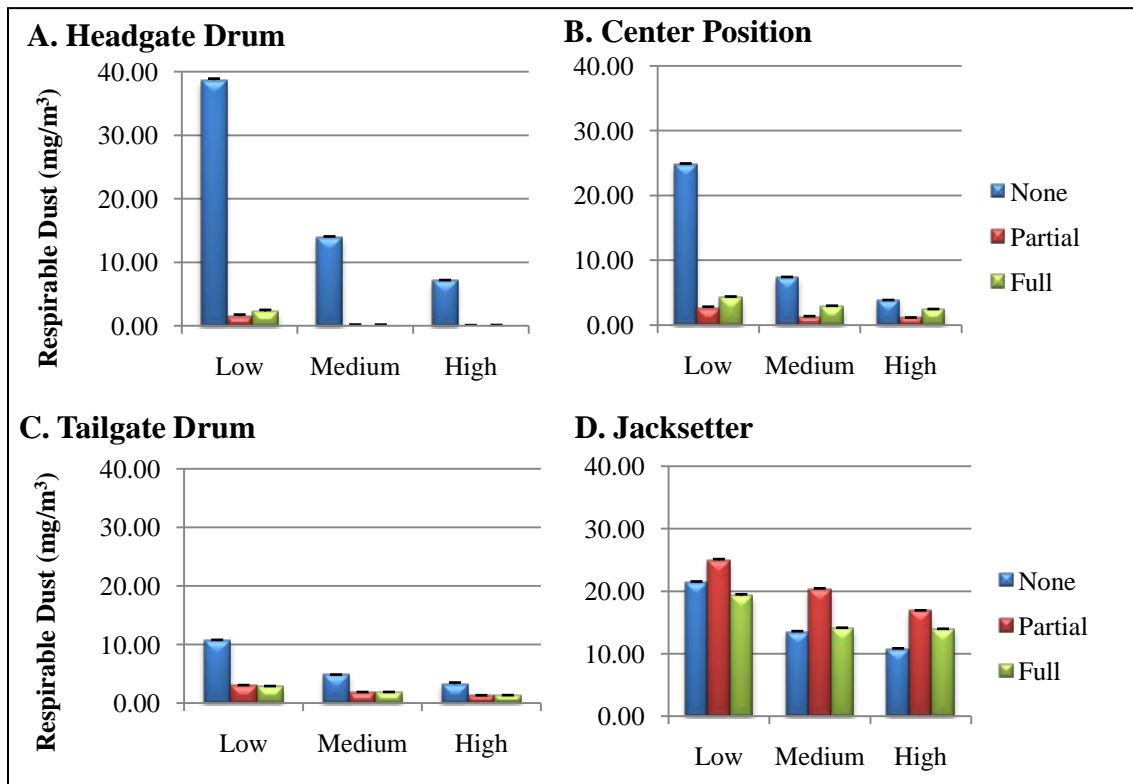 A. Headgate Drum
Respirable Dust (mg/m³)
40.00
30.00
20.00
10.00
0.00
Low Medium High
B. Center Position
40.00
30.00
20.00
10.00
0.00
Low Medium High
None
Partial
Full
C. Tailgate Drum
Respirable Dust (mg/m³)
40.00
30.00
20.00
10.00
0.00
Low Medium High
D. Jacksetter
40.00
30.00
20.00
10.00
0.00
Low Medium High
None
Partial
Full